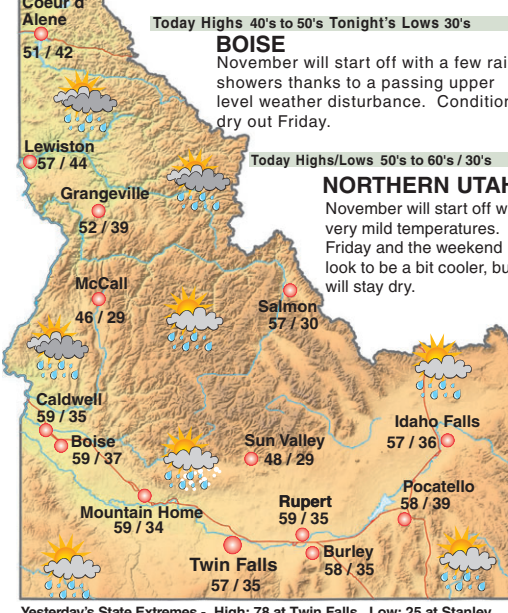 Coeur d'
Alene
51 / 42
Today Highs 40's to 50's Tonight's Lows 30's
BOISE
November will start off with a few rai
showers thanks to a passing upper
level weather disturbance. Condition
dry out Friday.
Lewiston
57 / 44
Today Highs/Lows 50's to 60's / 30's
NORTHERN UTAH
November will start off w
very mild temperatures.
Friday and the weekend
look to be a bit cooler, bu
will stay dry.
Grangeville
52 / 39
McCall
46 / 29
Salmon
57 / 30
Caldwell
59 / 35
Boise
59 / 37
Sun Valley
48 / 29
Idaho Falls
57 / 36
Mountain Home
59 / 34
Rupert
59 / 35
Pocatello
58 / 39
Twin Falls
57 / 35
Burley
58 / 35
Yesterday's State Extremes - High: 78 at Twin Falls Low: 25 at Stanley